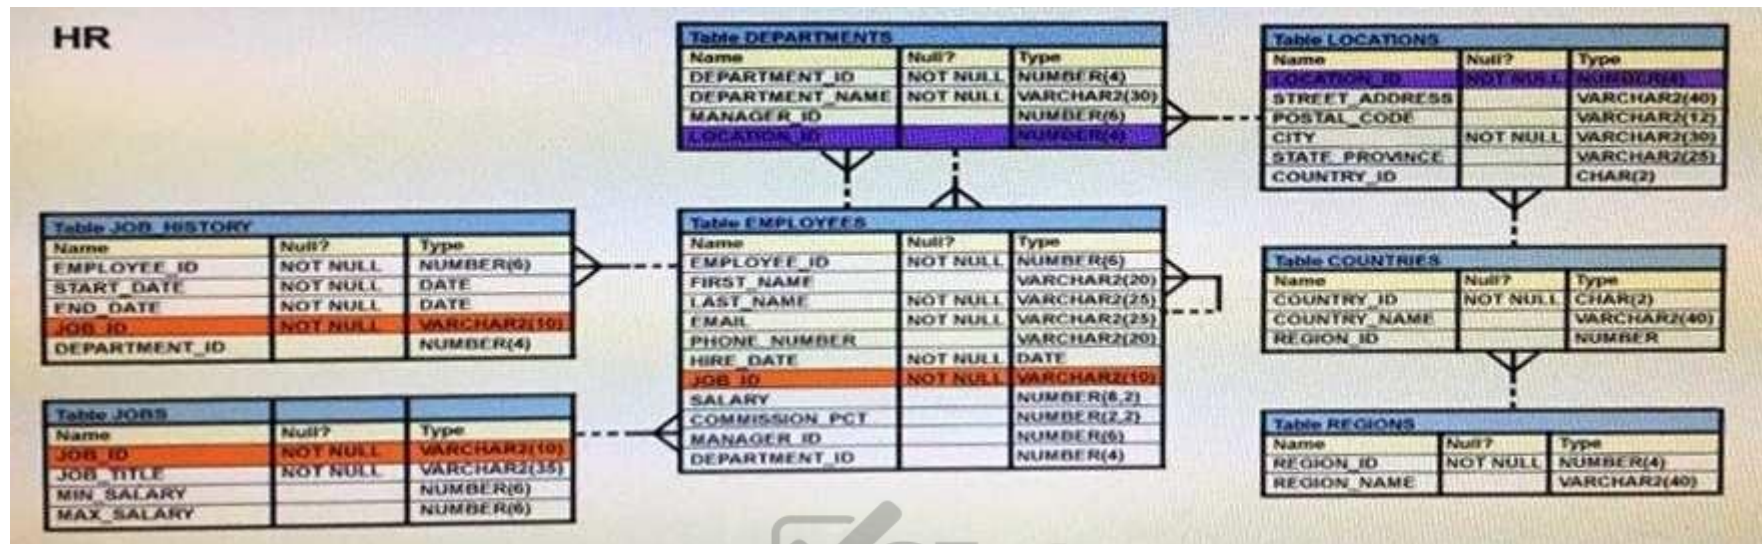 HR
Table DEPARTMENTS
Name Null? Type
DEPARTMENT_ID NOT NULL NUMBER(4)
DEPARTMENT_NAME NOT NULL VARCHAR2(30)
MANAGER_ID NUMBER(6)
LOCATION_ID NUMBER(4)
Table LOCATIONS
Name Null? Type
LOCATION_ID NOT NULL NUMBER(4)
STREET_ADDRESS VARCHAR2(40)
POSTAL_CODE VARCHAR2(12)
CITY NOT NULL VARCHAR2(30)
STATE_PROVINCE VARCHAR2(25)
COUNTRY_ID CHAR(2)
Table JOB_HISTORY
Name Null? Type
EMPLOYEE_ID NOT NULL NUMBER(6)
START_DATE NOT NULL DATE
END_DATE NOT NULL DATE
JOB_ID NOT NULL VARCHAR2(10)
DEPARTMENT_ID NUMBER(4)
Table EMPLOYEES
Name Null? Type
EMPLOYEE_ID NOT NULL NUMBER(6)
FIRST_NAME VARCHAR2(20)
LAST_NAME NOT NULL VARCHAR2(25)
EMAIL NOT NULL VARCHAR2(25)
PHONE_NUMBER VARCHAR2(20)
HIRE_DATE NOT NULL DATE
JOB_ID NOT NULL VARCHAR2(10)
SALARY NUMBER(8,2)
COMMISSION_PCT NUMBER(2,2)
MANAGER_ID NUMBER(6)
DEPARTMENT_ID NUMBER(4)
Table COUNTRIES
Name Null? Type
COUNTRY_ID NOT NULL CHAR(2)
COUNTRY_NAME VARCHAR2(40)
REGION_ID NUMBER
Table JOBS
Name Null? Type
JOB_ID NOT NULL VARCHAR2(10)
JOB_TITLE NOT NULL VARCHAR2(35)
MIN_SALARY NUMBER(6)
MAX_SALARY NUMBER(6)
Table REGIONS
Name Null? Type
REGION_ID NOT NULL NUMBER(4)
REGION_NAME VARCHAR2(40)